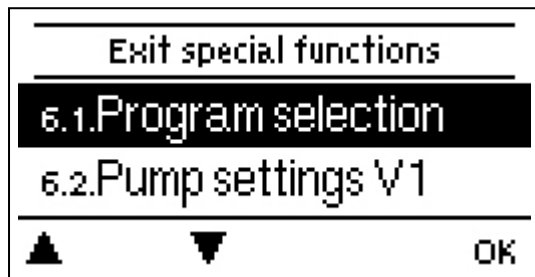 Exit special functions
6.1.Program selection
6.2.Pump settings V1
OK